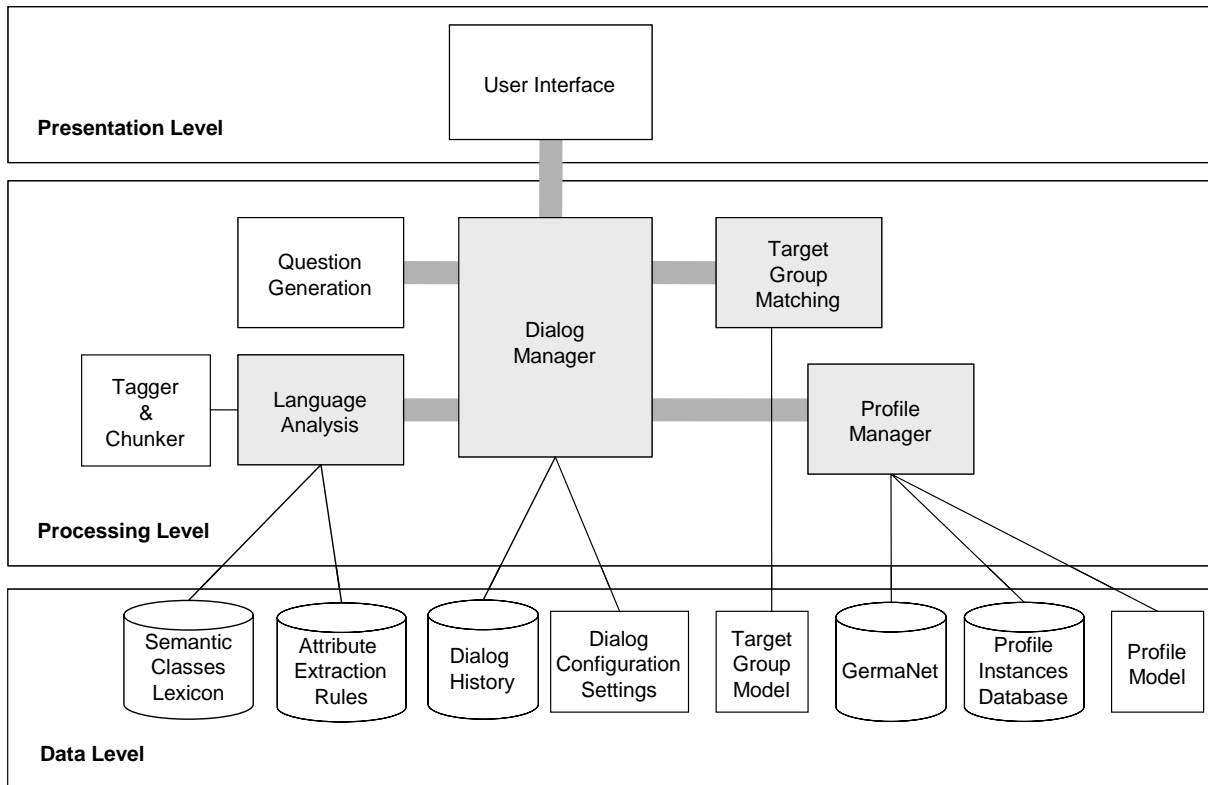 User Interface
Presentation Level
Question
Generation
Dialog
Manager
Target
Group
Matching
Tagger
&
Chunker
Language
Analysis
Profile
Manager
Processing Level
Semantic
Classes
Lexicon
Attribute
Extraction
Rules
Dialog
History
Dialog
Configuration
Settings
Target
Group
Model
GermaNet
Profile
Instances
Database
Profile
Model
Data Level